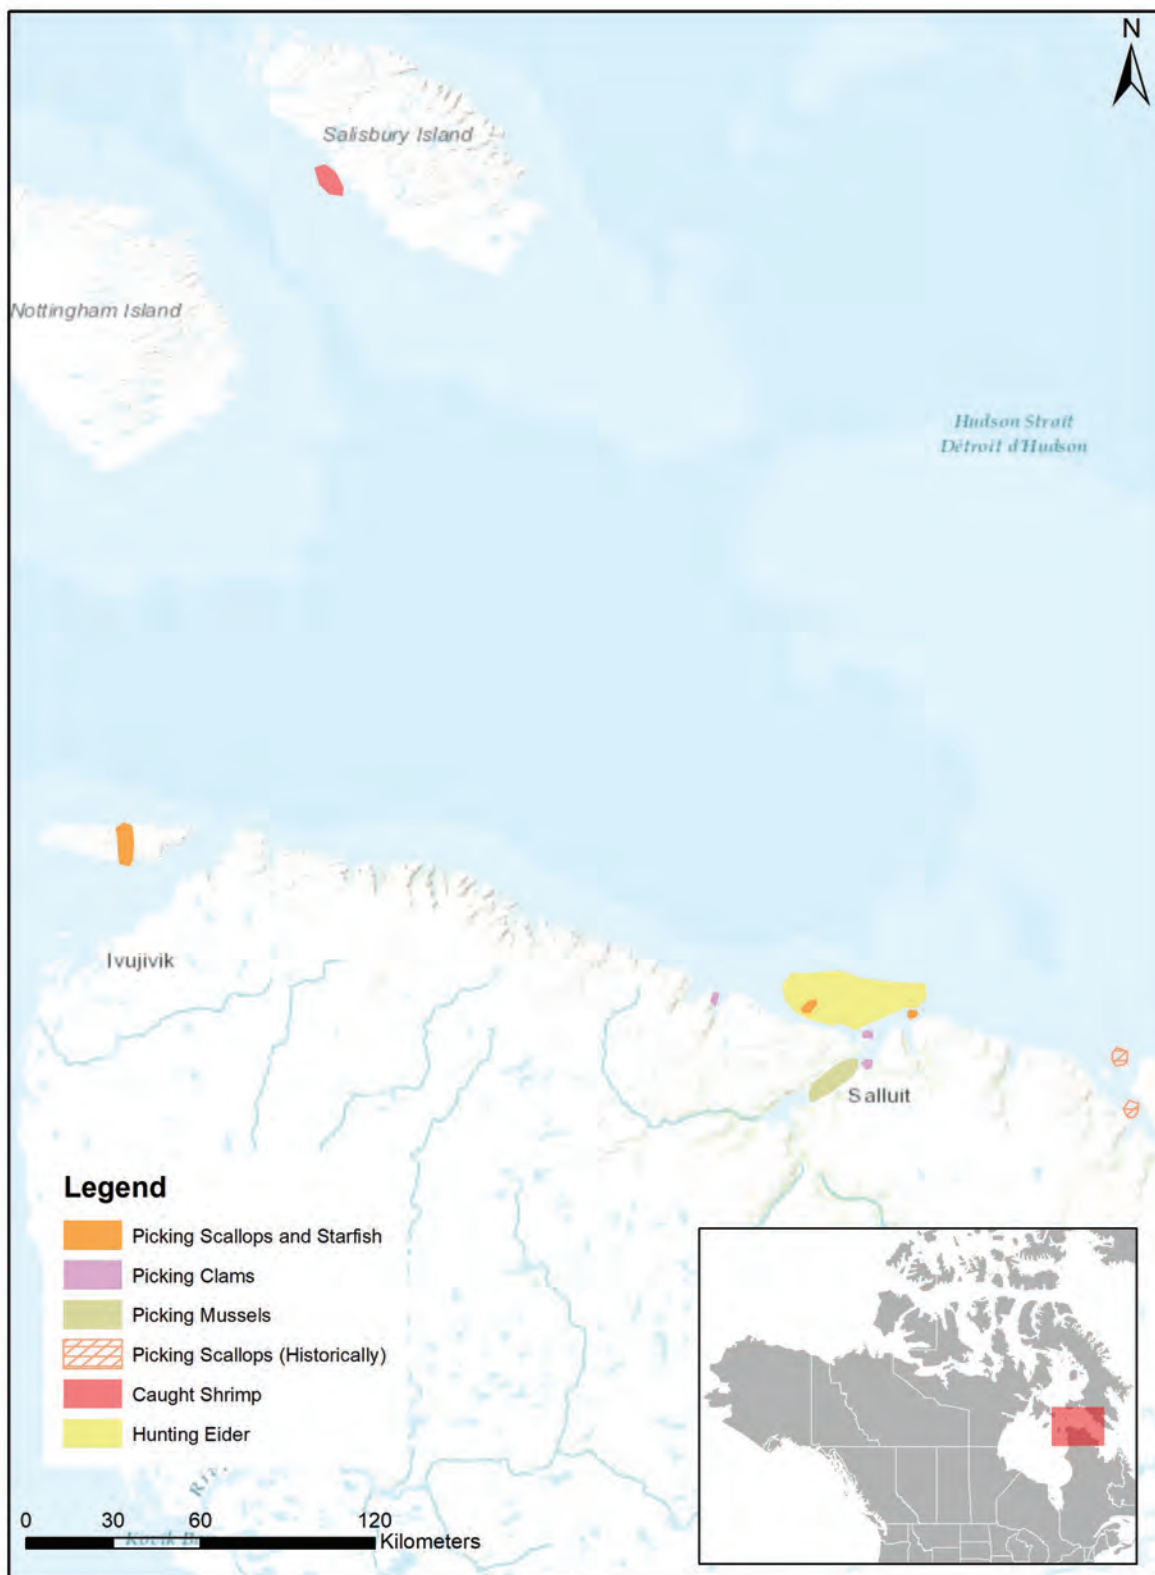 N
Salisbury Island
Nottingham Island
Hudson Strait
Détroit d'Hudson
Ivujivik
Salluit
Legend
Picking Scallops and Starfish
Picking Clams
Picking Mussels
Picking Scallops (Historically)
Caught Shrimp
Hunting Eider
0 30 60 120
Kilometers